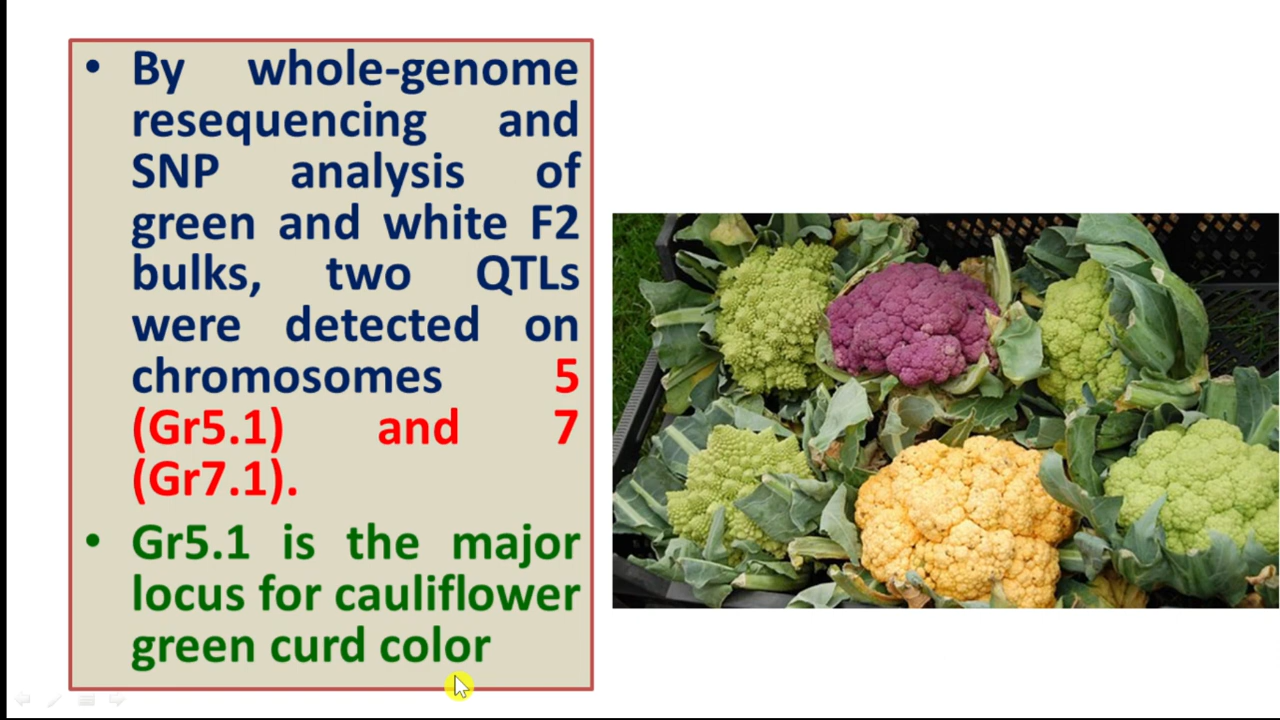 • By whole-genome
resequencing and
SNP analysis of
green and white F2
bulks, two QTLs
were detected on
chromosomes 5
(Gr5.1) and 7
(Gr7.1).
• Gr5.1 is the major
locus for cauliflower
green curd color